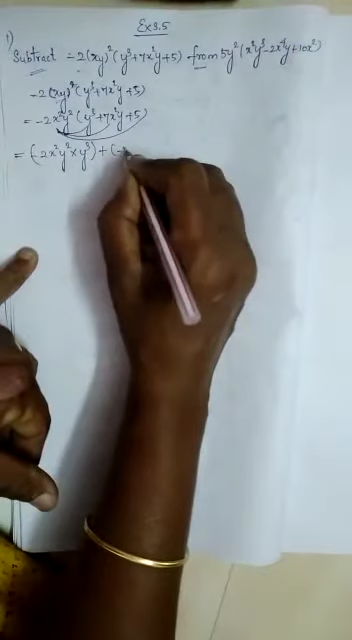 Ex 3.5
1)
Subtract -2(xy)²(y³+7x²y+5) from 5y²(x²y³-2x⁴y+10x²)
-2(xy)²(y³+7x²y+5)
= -2x²y²(y³+7x²y+5)
= (-2x²y²×y³)+(-